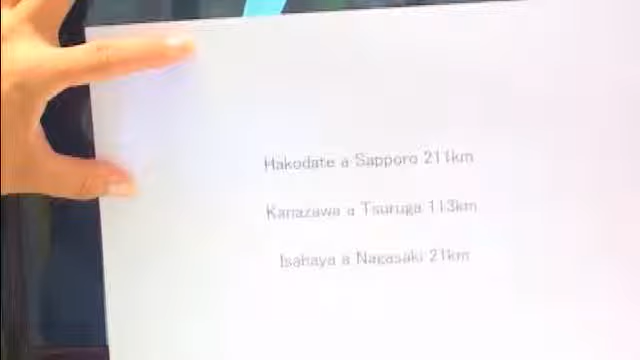 Hakodate a Sapporo 211km
Kanazawa a Tsuruga 113km
Isahaya a Nagasaki 21km